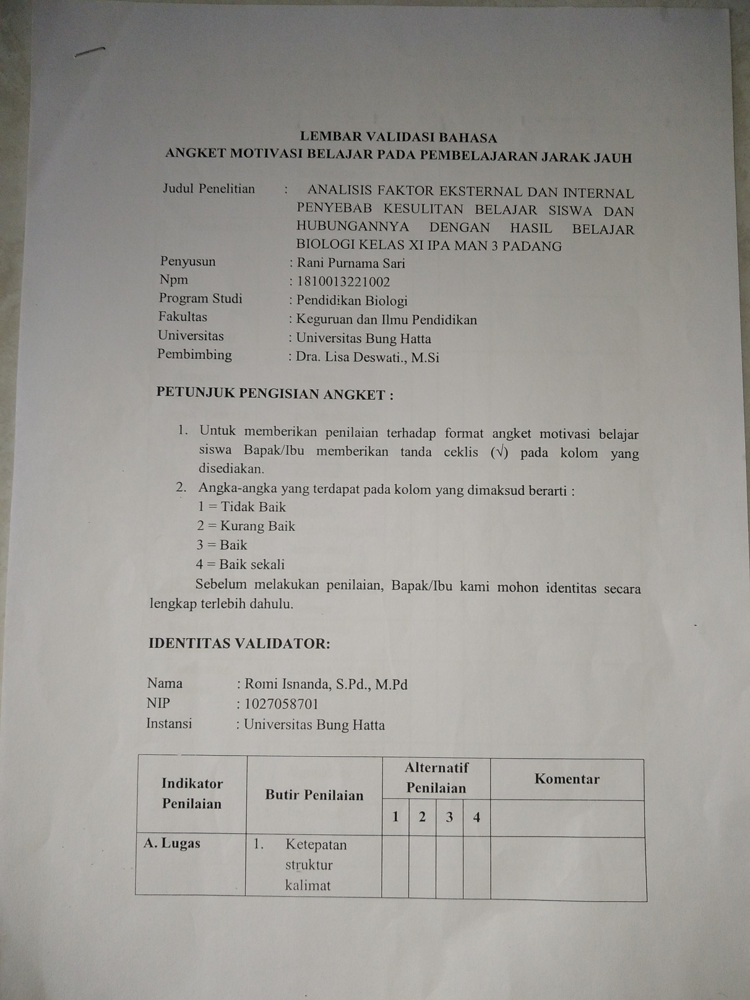 LEMBAR VALIDASI BAHASA
ANGKET MOTIVASI BELAJAR PADA PEMBELAJARAN JARAK JAUH
Judul Penelitian : ANALISIS FAKTOR EKSTERNAL DAN INTERNAL
PENYEBAB KESULITAN BELAJAR SISWA DAN
HUBUNGANNYA DENGAN HASIL BELAJAR
BIOLOGI KELAS XI IPA MAN 3 PADANG
Penyusun : Rani Purnama Sari
Npm : 1810013221002
Program Studi : Pendidikan Biologi
Fakultas : Keguruan dan Ilmu Pendidikan
Universitas : Universitas Bung Hatta
Pembimbing : Dra. Lisa Deswati., M.Si
PETUNJUK PENGISIAN ANGKET :
1. Untuk memberikan penilaian terhadap format angket motivasi belajar
siswa Bapak/Ibu memberikan tanda ceklis (√) pada kolom yang
disediakan.
2. Angka-angka yang terdapat pada kolom yang dimaksud berarti :
1 = Tidak Baik
2 = Kurang Baik
3 = Baik
4 = Baik sekali
Sebelum melakukan penilaian, Bapak/Ibu kami mohon identitas secara
lengkap terlebih dahulu.
IDENTITAS VALIDATOR:
Nama : Romi Isnanda, S.Pd., M.Pd
NIP : 1027058701
Instansi : Universitas Bung Hatta
Indikator
Penilaian
Butir Penilaian
Alternatif
Penilaian
Komentar
1 2 3 4
A. Lugas
1. Ketepatan
struktur
kalimat